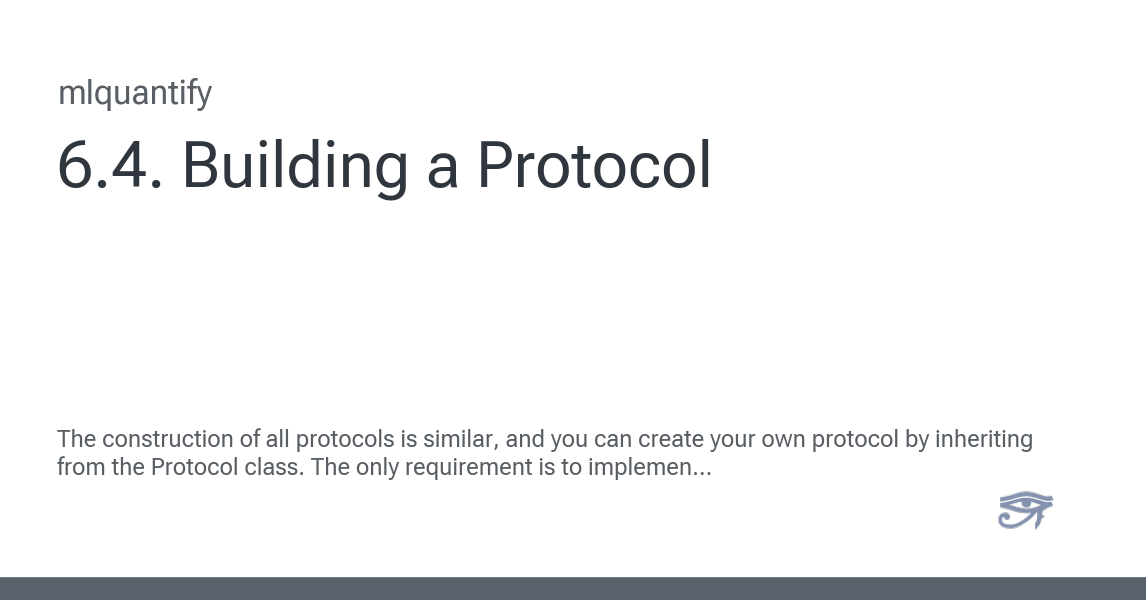 mlquantify
6.4. Building a Protocol
The construction of all protocols is similar, and you can create your own protocol by inheriting
from the Protocol class. The only requirement is to implemen...